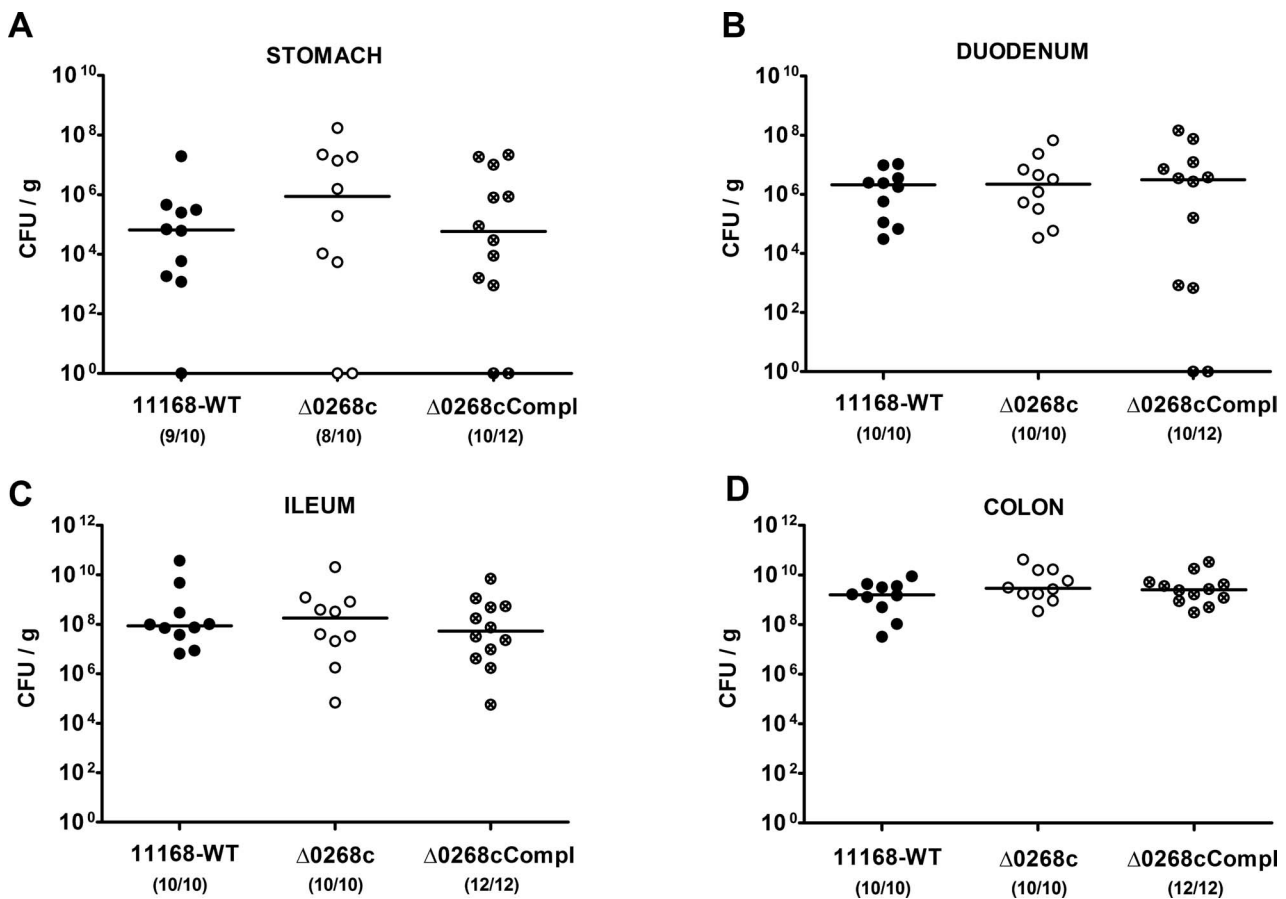 A
STOMACH
CFU / g
10^10
10^8
10^6
10^4
10^2
10^0
11168-WT
Δ0268c
Δ0268cCompl
(9/10)
(8/10)
(10/12)
B
DUODENUM
CFU / g
10^10
10^8
10^6
10^4
10^2
10^0
11168-WT
Δ0268c
Δ0268cCompl
(10/10)
(10/10)
(10/12)
C
ILEUM
CFU / g
10^12
10^10
10^8
10^6
10^4
10^2
10^0
11168-WT
Δ0268c
Δ0268cCompl
(10/10)
(10/10)
(12/12)
D
COLON
CFU / g
10^12
10^10
10^8
10^6
10^4
10^2
10^0
11168-WT
Δ0268c
Δ0268cCompl
(10/10)
(10/10)
(12/12)